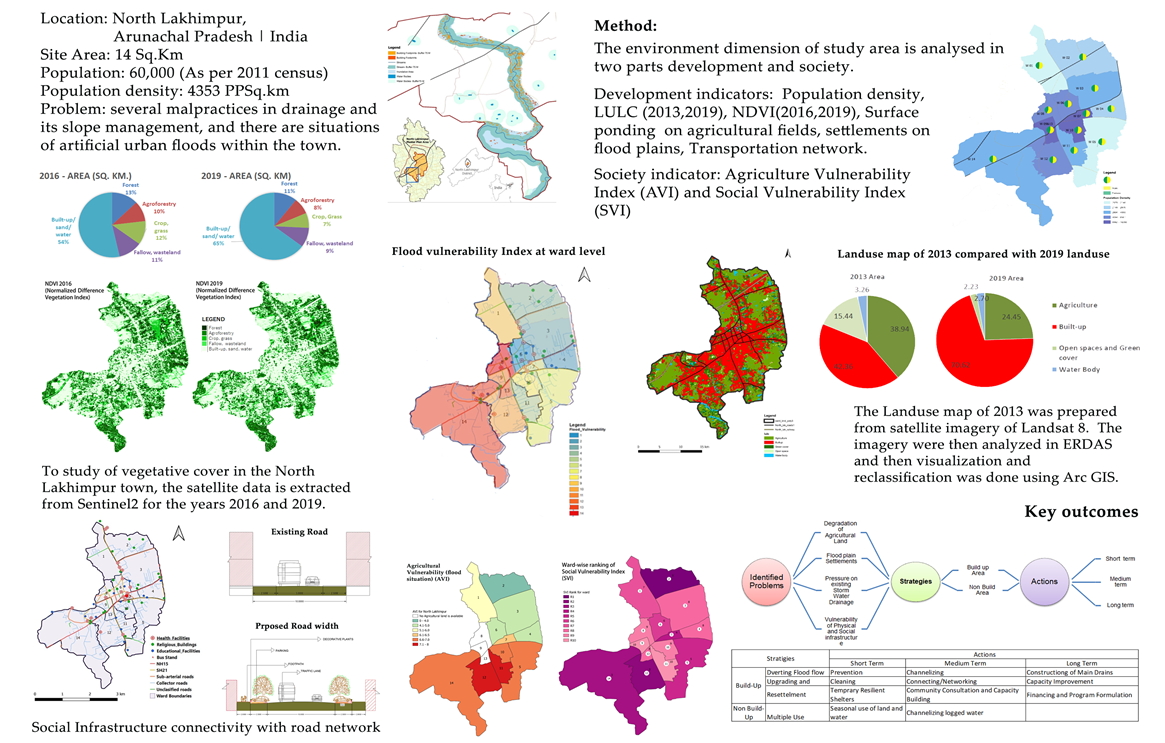 Location: North Lakhimpur,
Arunachal Pradesh | India
Site Area: 14 Sq.Km
Population: 60,000 (As per 2011 census)
Population density: 4353 PPSq.km
Problem: several malpractices in drainage and
its slope management, and there are situations
of artificial urban floods within the town.
Method:
The environment dimension of study area is analysed in
two parts development and society.
Development indicators: Population density,
LULC (2013,2019), NDVI(2016,2019), Surface
ponding on agricultural fields, settlements on
flood plains, Transportation network.
Society indicator: Agriculture Vulnerability
Index (AVI) and Social Vulnerability Index
(SVI)
2016 - AREA (SQ. KM.)
Forest
13%
Agroforestry
10%
Crop,
grass
12%
Fallow, wasteland
11%
Built-up/
sand/
water
54%
2019 - AREA (SQ. KM)
Forest
11%
Agroforestry
8%
Crop, Grass
7%
Fallow, wasteland
9%
Built-up/
sand/ water
65%
NDVI 2016
(Normalized Difference
Vegetation Index)
NDVI 2019
(Normalized Difference
Vegetation Index)
LEGEND
Forest
Agroforestry
Crop, grass
Fallow, wasteland
Built-up, sand, water
To study of vegetative cover in the North
Lakhimpur town, the satellite data is extracted
from Sentinel2 for the years 2016 and 2019.
Flood vulnerability Index at ward level
Legend
Flood_Vulnerability
Landuse map of 2013 compared with 2019 landuse
2013 Area
3.26
15.44
38.94
2019 Area
2.23
2.70
24.45
Agriculture
Built-up
Open spaces and Green
cover
Water Body
The Landuse map of 2013 was prepared
from satellite imagery of Landsat 8. The
imagery were then analyzed in ERDAS
and then visualization and
reclassification was done using Arc GIS.
Health_Facilities
Religious_Buildings
Educational_Facilities
Bus Stand
NH15
SH21
Sub-arterial roads
Collector roads
Unclassified roads
Ward Boundaries
Social Infrastructure connectivity with road network
Existing Road
Prposed Road width
DECORATIVE PLANTS
PARKING
FOOTPATH
TRAFFIC LANE
Agricultural
Vulnerability (flood
situation) (AVI)
Ward-wise ranking of
Social Vulnerability Index
(SVI)
Key outcomes
Identified
Problems
Degradation
of
Agricultural
Land
Flood plain
Settlements
Pressure on
existing
Storm
Water
Drainage
Vulnerability
of Physical
and Social
infrastructur
e
Strategies
Build up
Area
Non Build
Area
Actions
Short term
Medium
term
Long term
Stratigies Actions
Short Term Medium Term Long Term
Build-Up Dverting Flood flow Prevention Channelizing Constructiong of Main Drains
Upgrading and Cleaning Connecting/Networking Capacity Improvement
Resettelment Temprary Resilient
Shelters Community Consultation and Capacity
Building Financing and Program Formulation
Non Build-
Up Multiple Use Seasonal use of land and
water Channelizing logged water